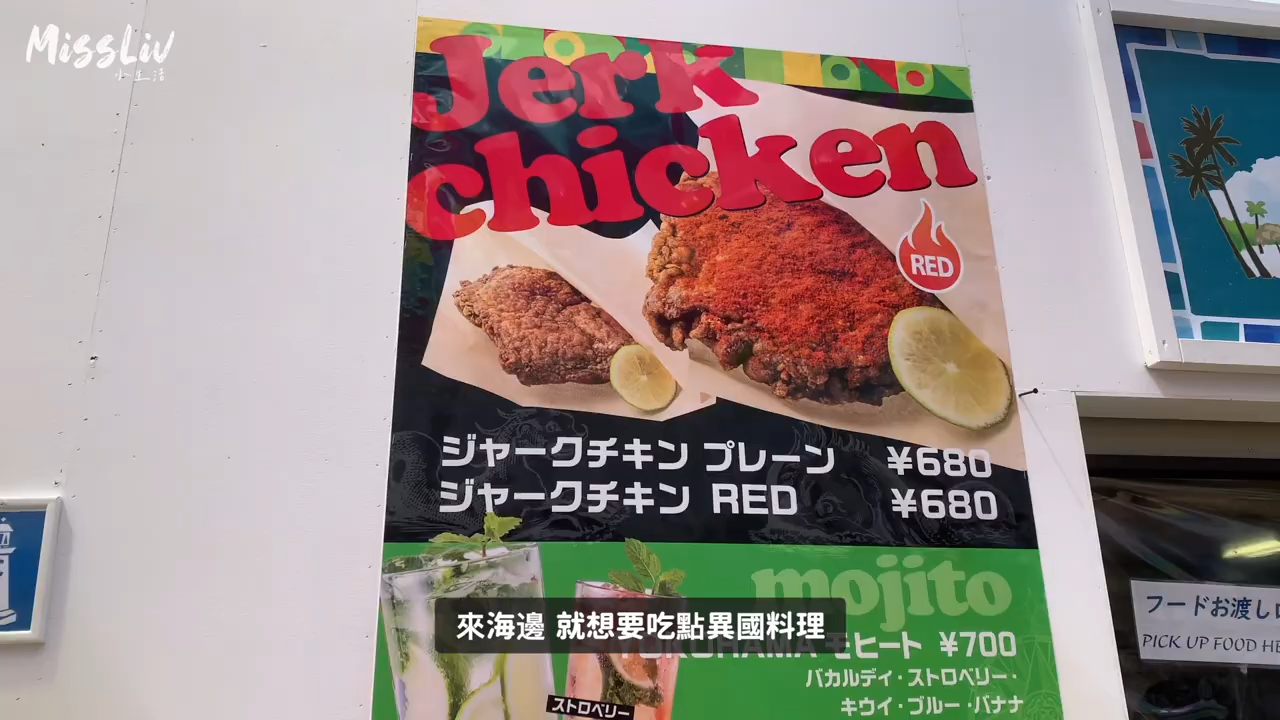 MissLiv
小生活
Jerk
chicken
RED
ジャークチキン プレーン ¥680
ジャークチキン RED ¥680
mojito
YOKOHAMA モヒート ¥700
バカルディ・ストロベリー・
キウイ・ブルー・バナナ
ストロベリー
來海邊 就想要吃點異國料理
フードお渡し
PICK UP FOOD HE